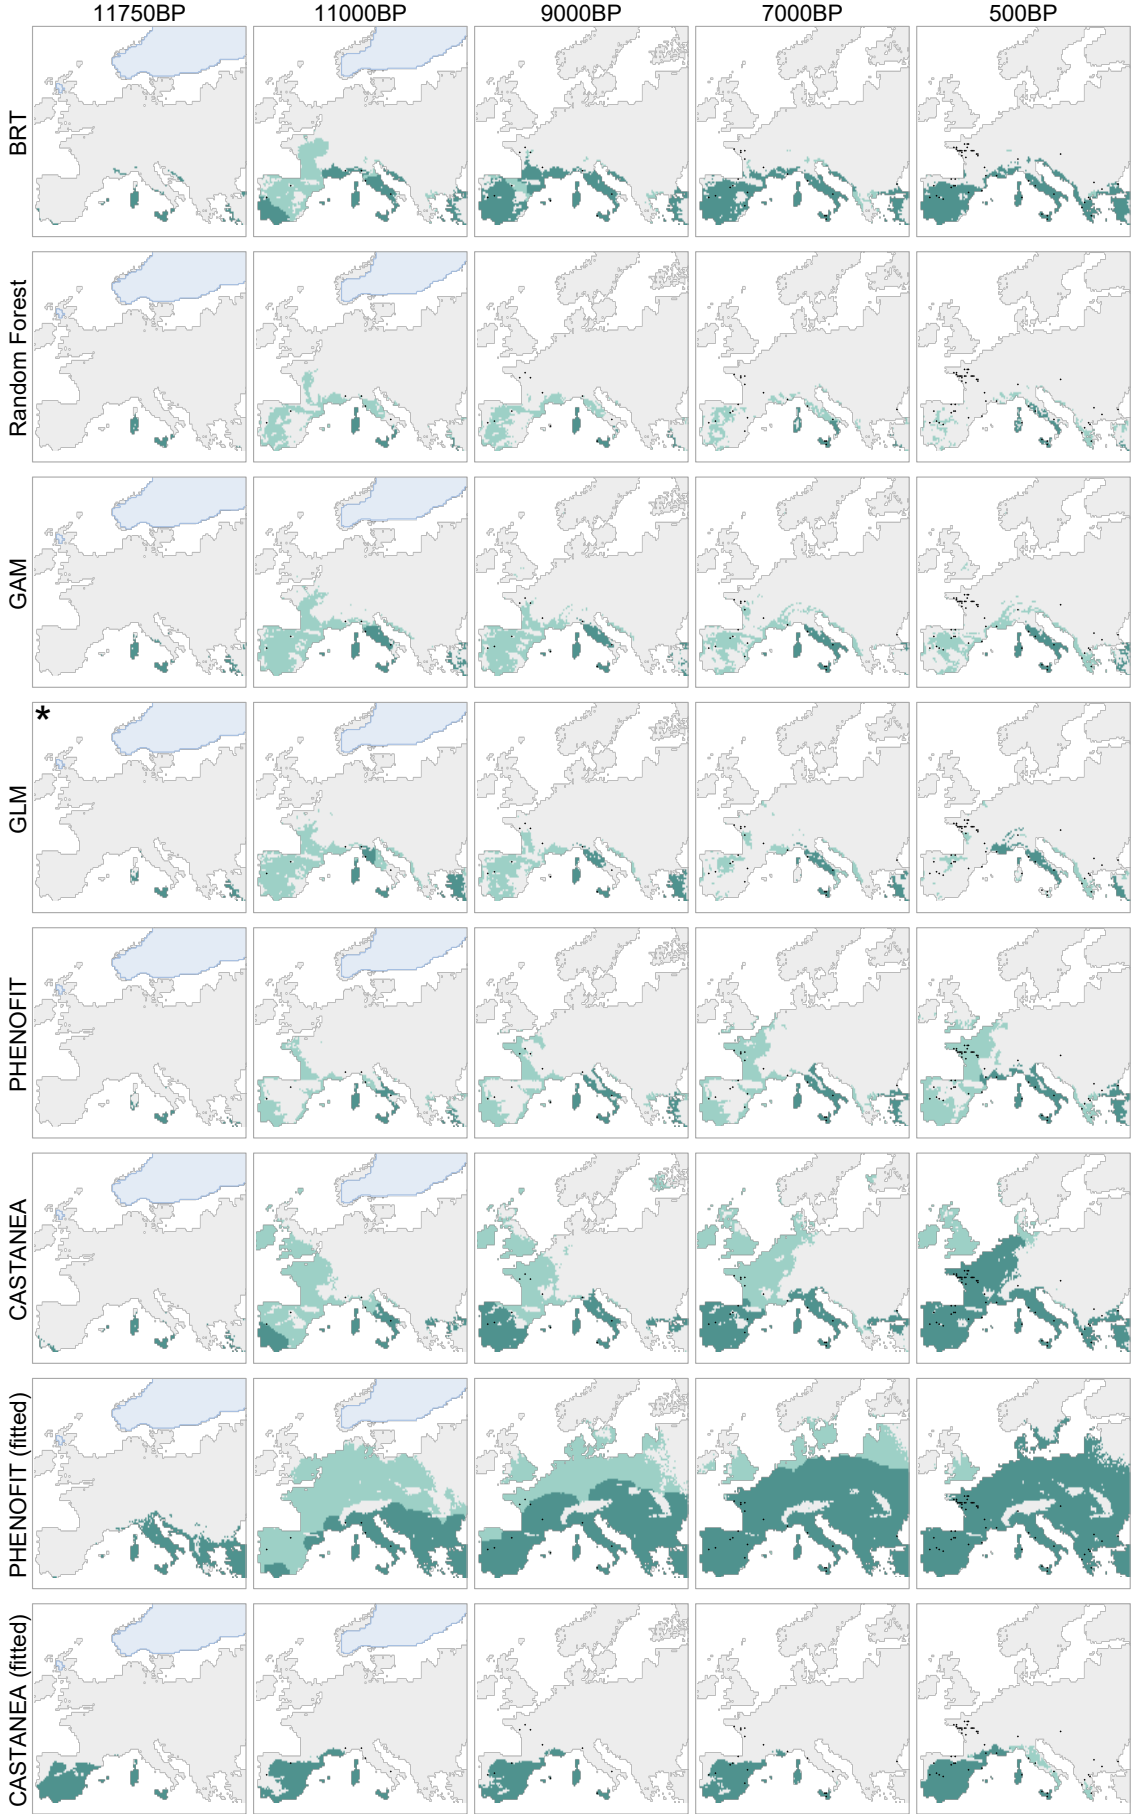 11750BP 11000BP 9000BP 7000BP 500BP
BRT
Random Forest
GAM
*
GLM
PHENOFIT
CASTANEA
PHENOFIT (fitted)
CASTANEA (fitted)